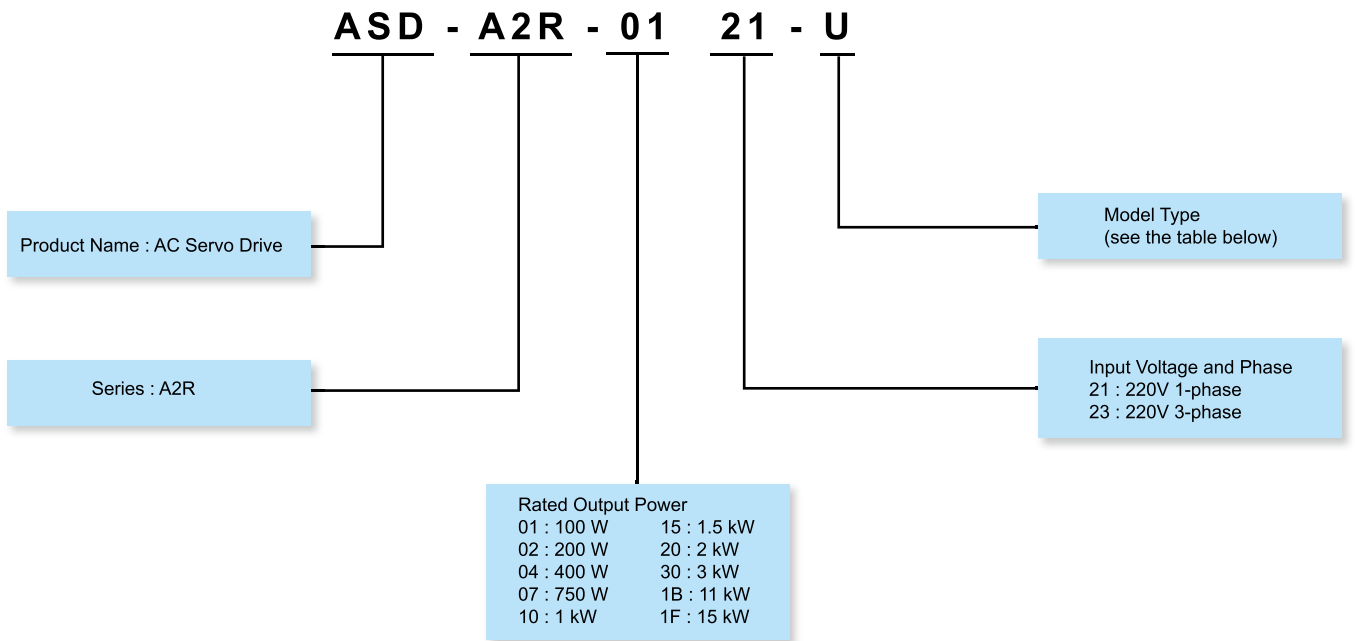 ASD - A2R - 01 21 - U
Product Name : AC Servo Drive
Series : A2R
Rated Output Power
01 : 100 W 15 : 1.5 kW
02 : 200 W 20 : 2 kW
04 : 400 W 30 : 3 kW
07 : 750 W 1B : 11 kW
10 : 1 kW 1F : 15 kW
Model Type
(see the table below)
Input Voltage and Phase
21 : 220V 1-phase
23 : 220V 3-phase